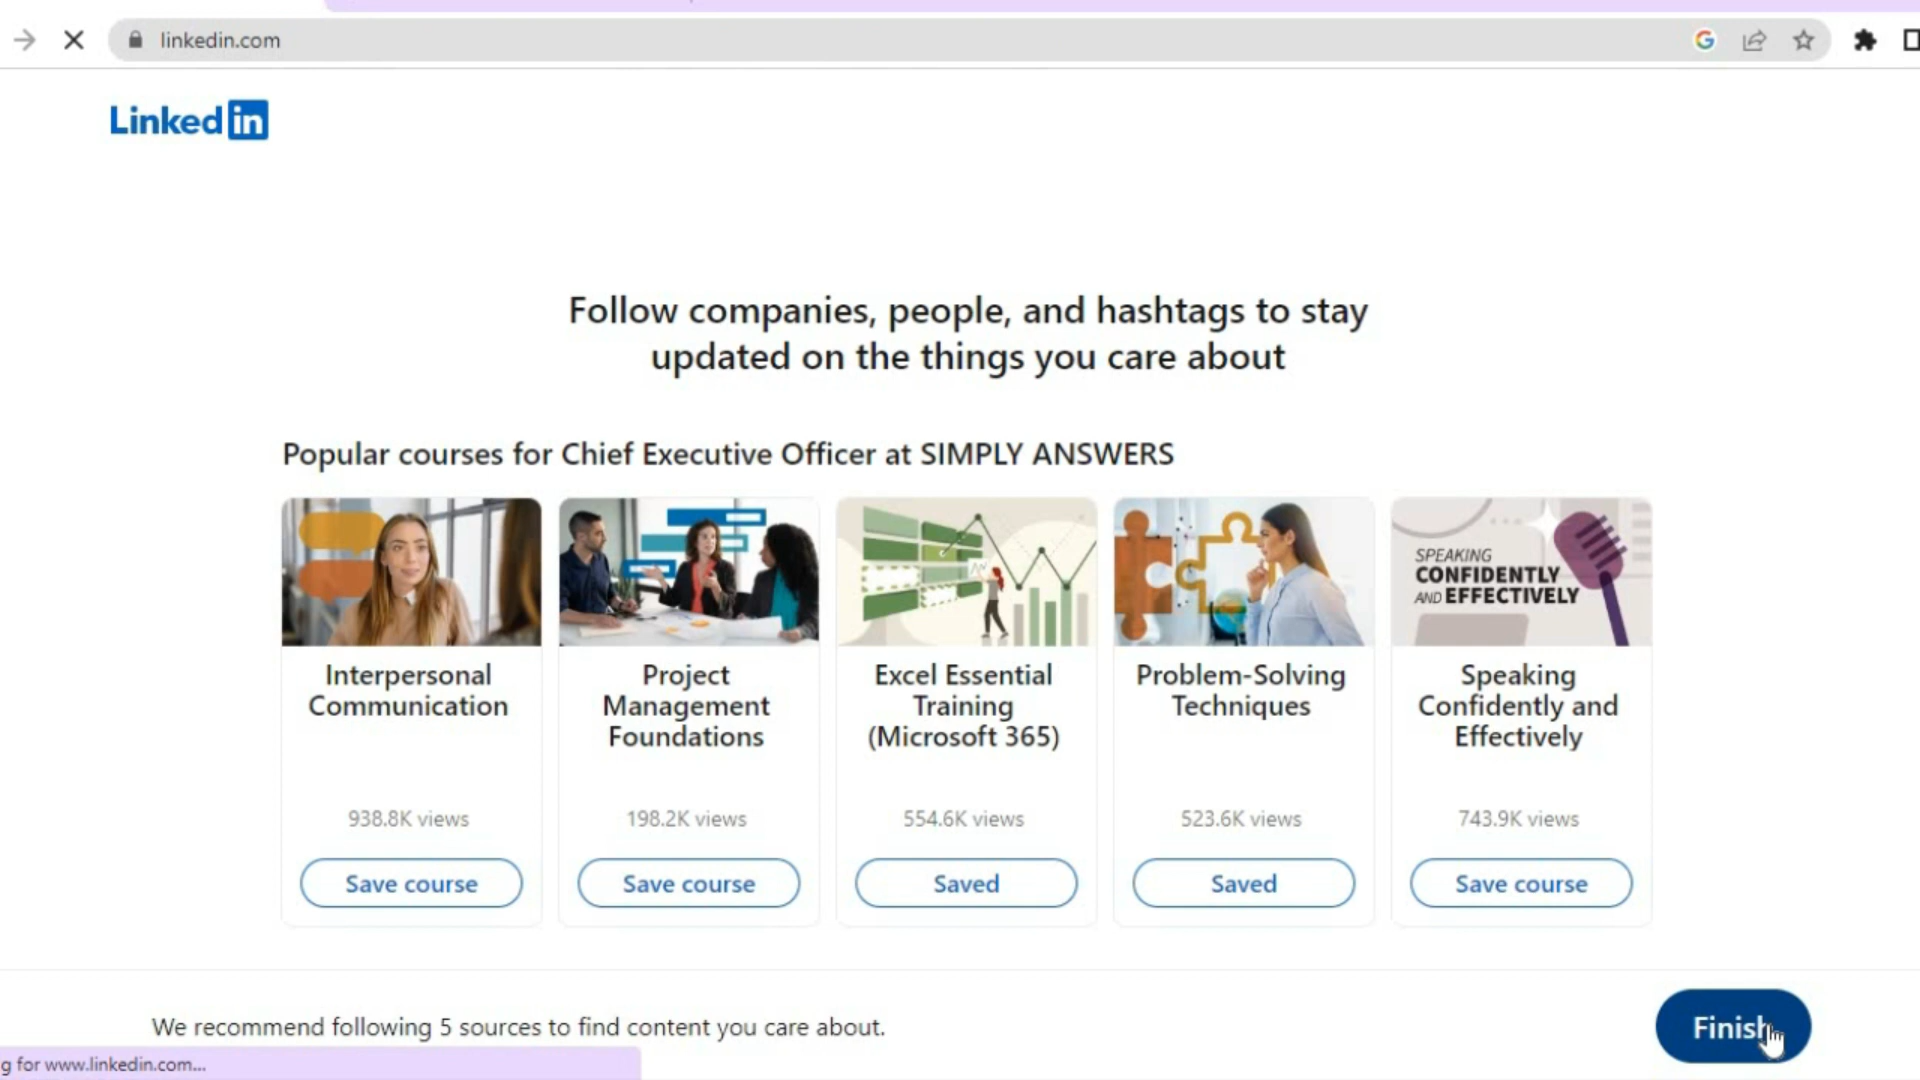 linkedin.com
Linked in
Follow companies, people, and hashtags to stay
updated on the things you care about
Popular courses for Chief Executive Officer at SIMPLY ANSWERS
SPEAKING
CONFIDENTLY
AND EFFECTIVELY
Interpersonal
Communication
938.8K views
Save course
Project
Management
Foundations
198.2K views
Save course
Excel Essential
Training
(Microsoft 365)
554.6K views
Saved
Problem-Solving
Techniques
523.6K views
Saved
Speaking
Confidently and
Effectively
743.9K views
Save course
We recommend following 5 sources to find content you care about.
Finish
g for www.linkedin.com...